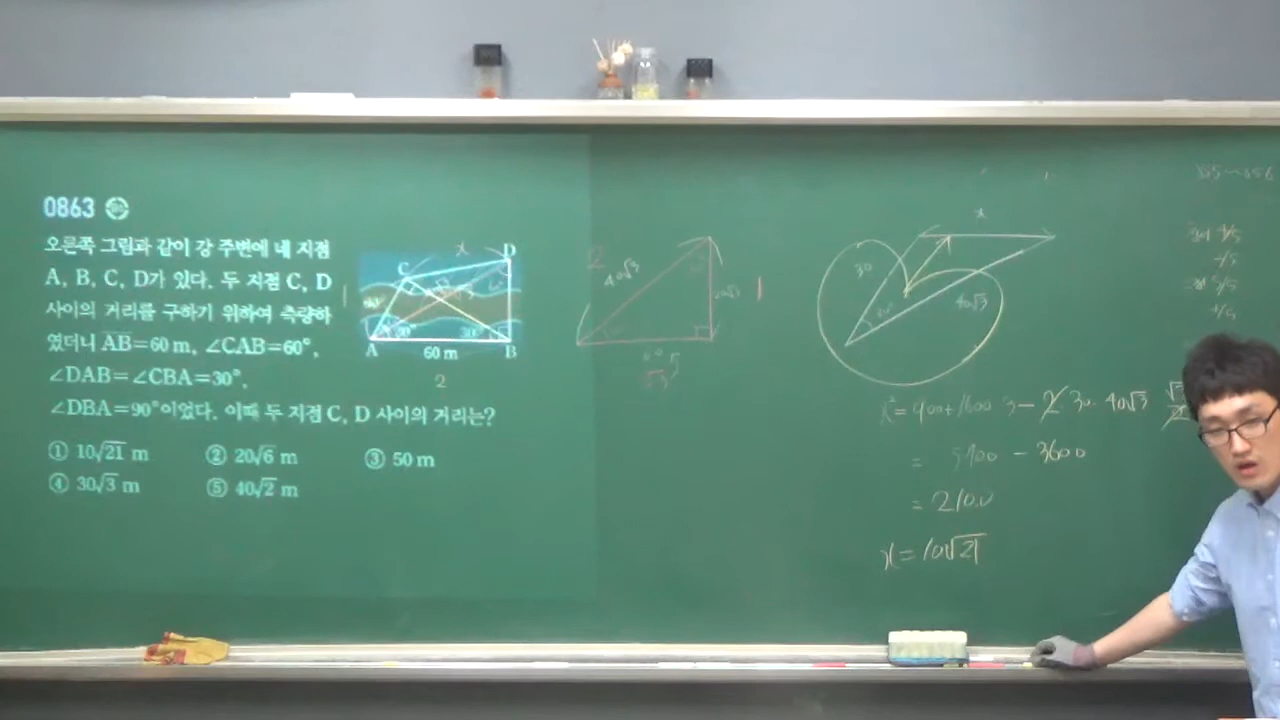 0863
오른쪽 그림과 같이 강 주변에 네 지점
A, B, C, D가 있다. 두 지점 C, D
사이의 거리를 구하기 위하여 측량하
였더니 AB=60 m, ∠CAB=60°,
∠DAB=∠CBA=30°,
∠DBA=90°이었다. 이때 두 지점 C, D 사이의 거리는?
① 10√21 m ② 20√6 m ③ 50 m
④ 30√3 m ⑤ 40√2 m
x
D
C
30°
A
60 m
B
2
2
40√3
20√3
1
60
√3
x
30
40√3
x²=900+1600·3-2·30·40√3
= 5700 - 3600
= 2100
x=10√21